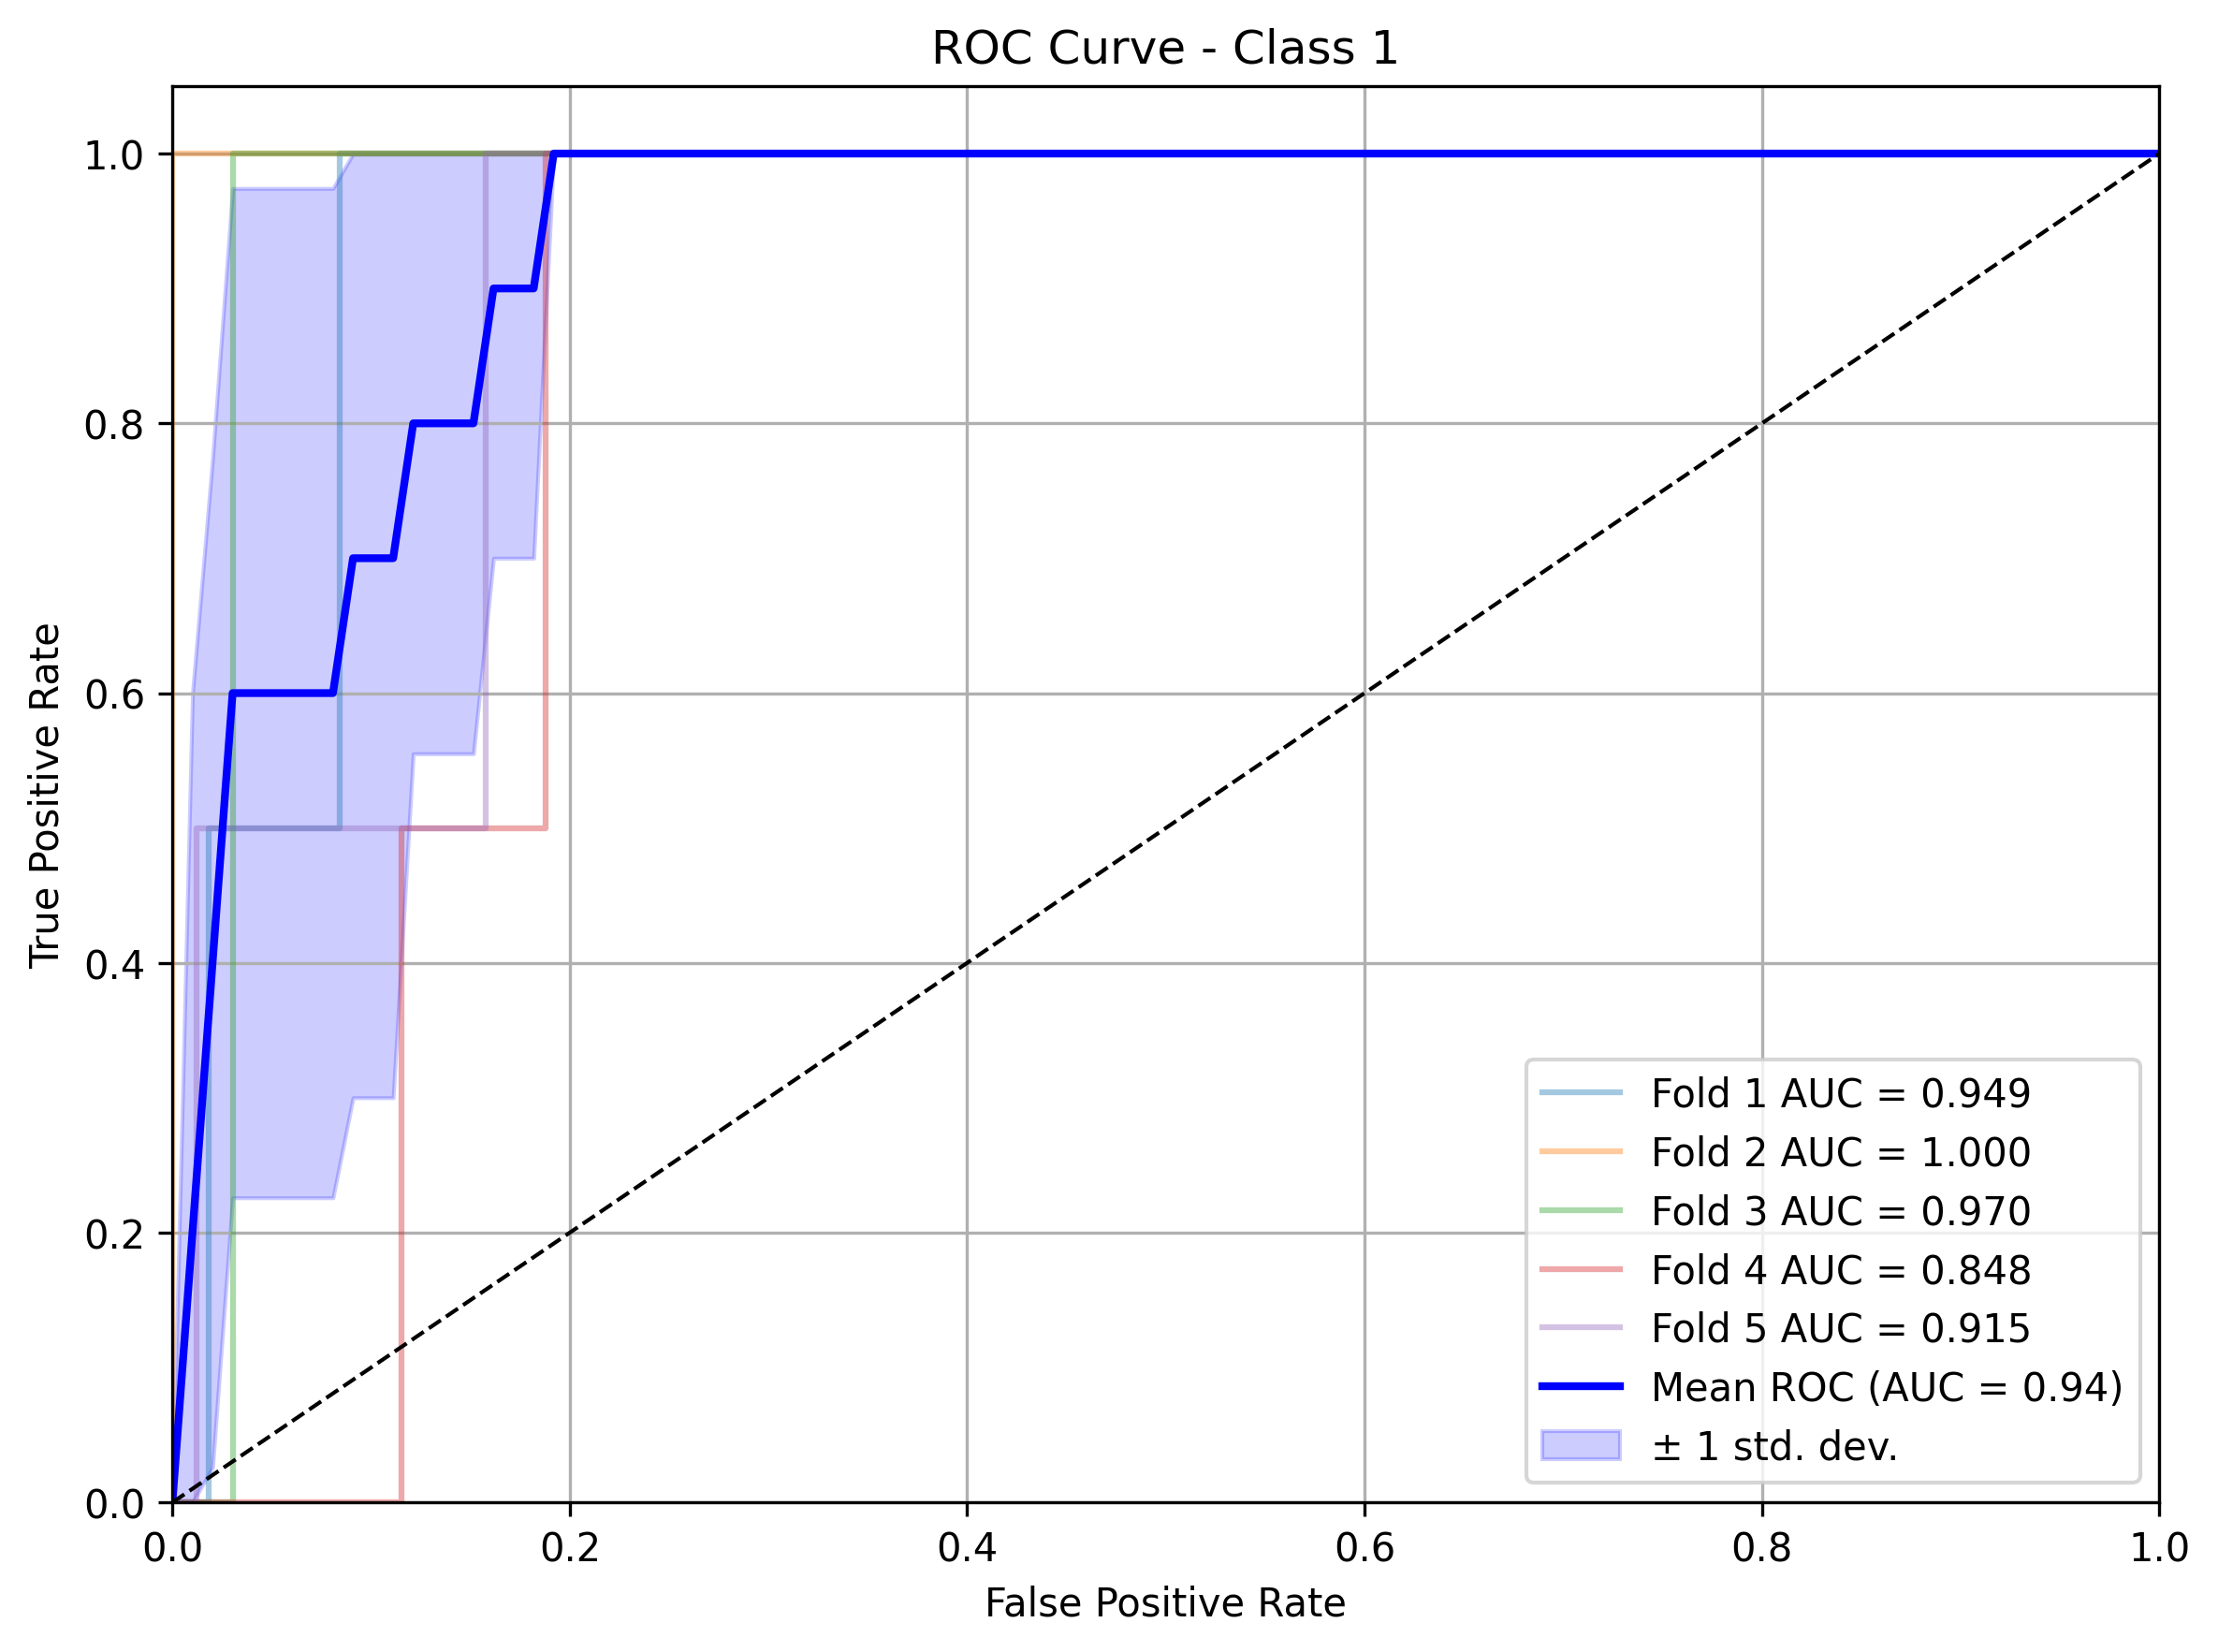 ROC Curve - Class 1
True Positive Rate
1.0
0.8
0.6
0.4
0.2
0.0
0.0 0.2 0.4 0.6 0.8 1.0
False Positive Rate
Fold 1 AUC = 0.949
Fold 2 AUC = 1.000
Fold 3 AUC = 0.970
Fold 4 AUC = 0.848
Fold 5 AUC = 0.915
Mean ROC (AUC = 0.94)
± 1 std. dev.